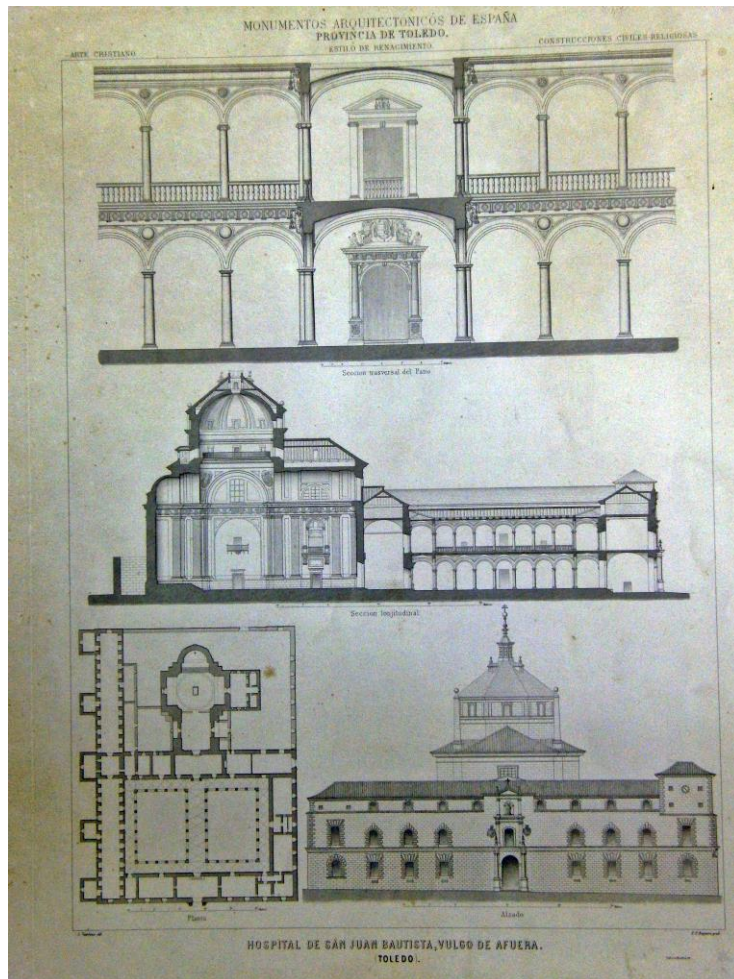 MONUMENTOS ARQUITECTONICOS DE ESPAÑA
PROVINCIA DE TOLEDO.
ARTE CRISTIANO
ESTILO DE RENACIMIENTO.
CONSTRUCCIONES CIVILES RELIGIOSAS
Seccion trasversal del Patio
Seccion lonjitudinal
Planta
Alzado
HOSPITAL DE SAN JUAN BAUTISTA, VULGO DE AFUERA.
(TOLEDO).